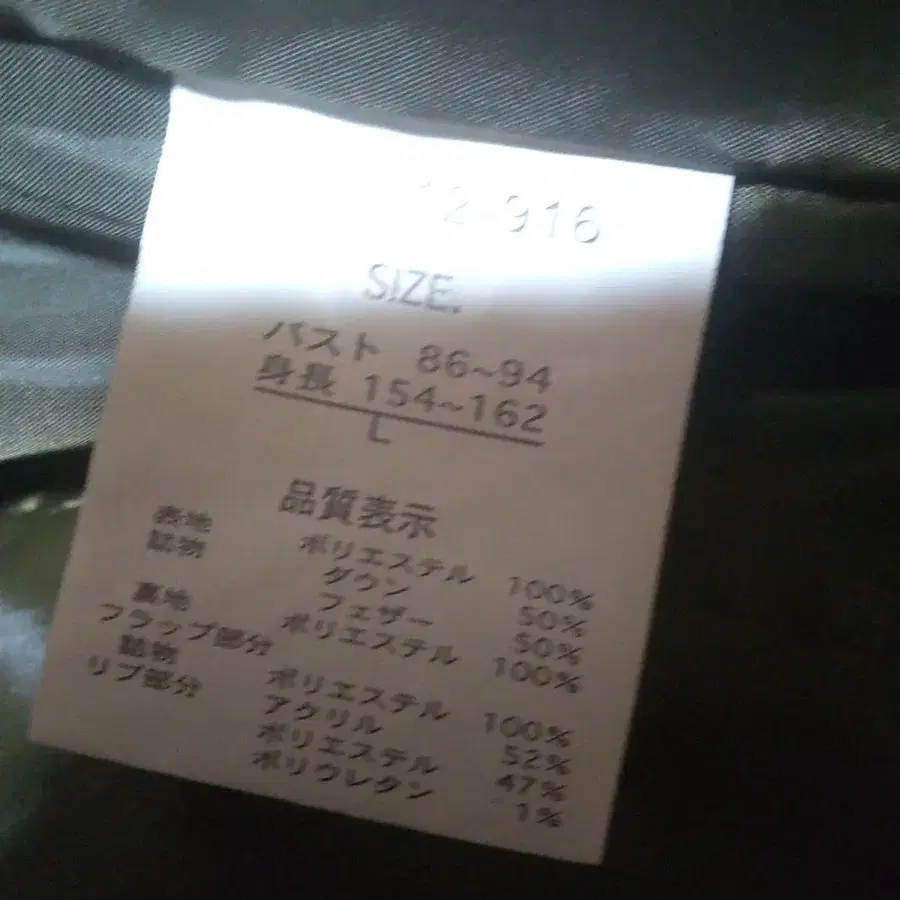 12-916
SIZE.
バスト 86~94
身長 154~162
L
品質表示
表地 ポリエステル 100%
詰物 ダウン 50%
フェザー 50%
裏地 ポリエステル 100%
フラップ部分
詰物 ポリエステル 100%
リブ部分 アクリル 52%
ポリエステル 47%
ポリウレタン 1%